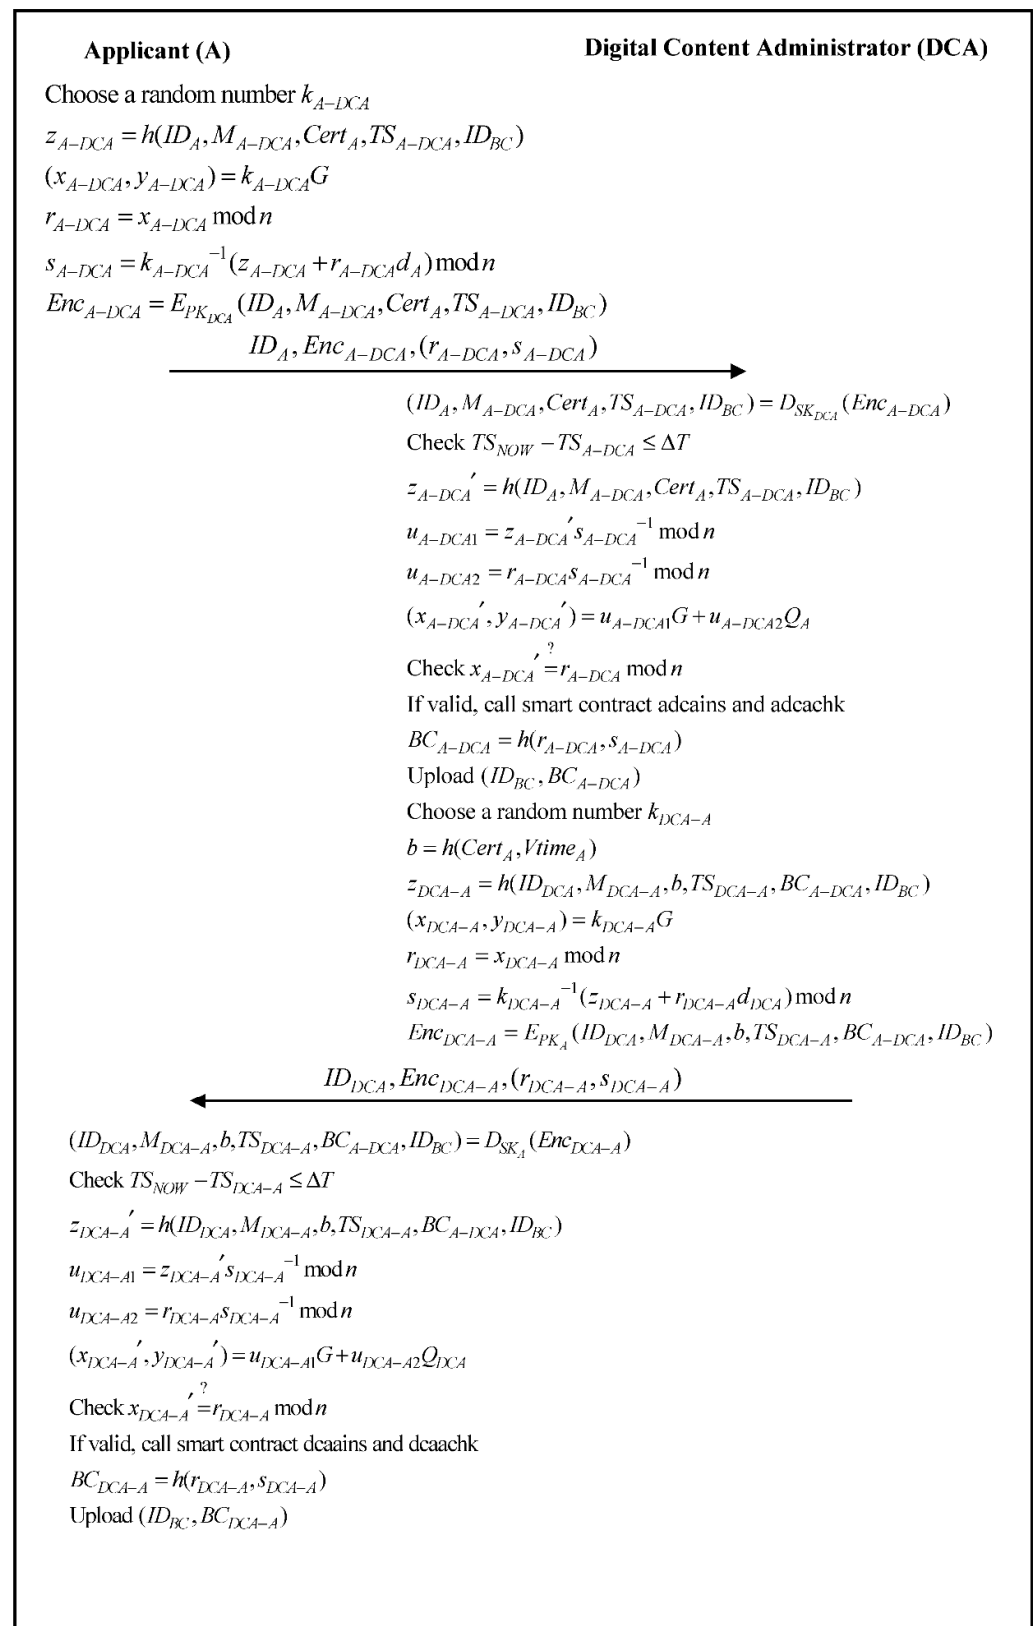 Applicant (A)
Digital Content Administrator (DCA)
Choose a random number k_{A-DCA}
z_{A-DCA} = h(ID_A, M_{A-DCA}, Cert_A, TS_{A-DCA}, ID_{BC})
(x_{A-DCA}, y_{A-DCA}) = k_{A-DCA}G
r_{A-DCA} = x_{A-DCA} mod n
s_{A-DCA} = k_{A-DCA}^{-1}(z_{A-DCA} + r_{A-DCA}d_A) mod n
Enc_{A-DCA} = E_{PK_{DCA}}(ID_A, M_{A-DCA}, Cert_A, TS_{A-DCA}, ID_{BC})
ID_A, Enc_{A-DCA}, (r_{A-DCA}, s_{A-DCA})
(ID_A, M_{A-DCA}, Cert_A, TS_{A-DCA}, ID_{BC}) = D_{SK_{DCA}}(Enc_{A-DCA})
Check TS_{NOW} − TS_{A-DCA} ≤ ΔT
z_{A-DCA}' = h(ID_A, M_{A-DCA}, Cert_A, TS_{A-DCA}, ID_{BC})
u_{A-DCA1} = z_{A-DCA}'s_{A-DCA}^{-1} mod n
u_{A-DCA2} = r_{A-DCA}s_{A-DCA}^{-1} mod n
(x_{A-DCA}', y_{A-DCA}') = u_{A-DCA1}G + u_{A-DCA2}Q_A
Check x_{A-DCA}' =^? r_{A-DCA} mod n
If valid, call smart contract adcains and adcachk
BC_{A-DCA} = h(r_{A-DCA}, s_{A-DCA})
Upload (ID_{BC}, BC_{A-DCA})
Choose a random number k_{DCA-A}
b = h(Cert_A, Vtime_A)
z_{DCA-A} = h(ID_{DCA}, M_{DCA-A}, b, TS_{DCA-A}, BC_{A-DCA}, ID_{BC})
(x_{DCA-A}, y_{DCA-A}) = k_{DCA-A}G
r_{DCA-A} = x_{DCA-A} mod n
s_{DCA-A} = k_{DCA-A}^{-1}(z_{DCA-A} + r_{DCA-A}d_{DCA}) mod n
Enc_{DCA-A} = E_{PK_A}(ID_{DCA}, M_{DCA-A}, b, TS_{DCA-A}, BC_{A-DCA}, ID_{BC})
ID_{DCA}, Enc_{DCA-A}, (r_{DCA-A}, s_{DCA-A})
(ID_{DCA}, M_{DCA-A}, b, TS_{DCA-A}, BC_{A-DCA}, ID_{BC}) = D_{SK_A}(Enc_{DCA-A})
Check TS_{NOW} − TS_{DCA-A} ≤ ΔT
z_{DCA-A}' = h(ID_{DCA}, M_{DCA-A}, b, TS_{DCA-A}, BC_{A-DCA}, ID_{BC})
u_{DCA-A1} = z_{DCA-A}'s_{DCA-A}^{-1} mod n
u_{DCA-A2} = r_{DCA-A}s_{DCA-A}^{-1} mod n
(x_{DCA-A}', y_{DCA-A}') = u_{DCA-A1}G + u_{DCA-A2}Q_{DCA}
Check x_{DCA-A}' =^? r_{DCA-A} mod n
If valid, call smart contract dcaains and dcaachk
BC_{DCA-A} = h(r_{DCA-A}, s_{DCA-A})
Upload (ID_{BC}, BC_{DCA-A})